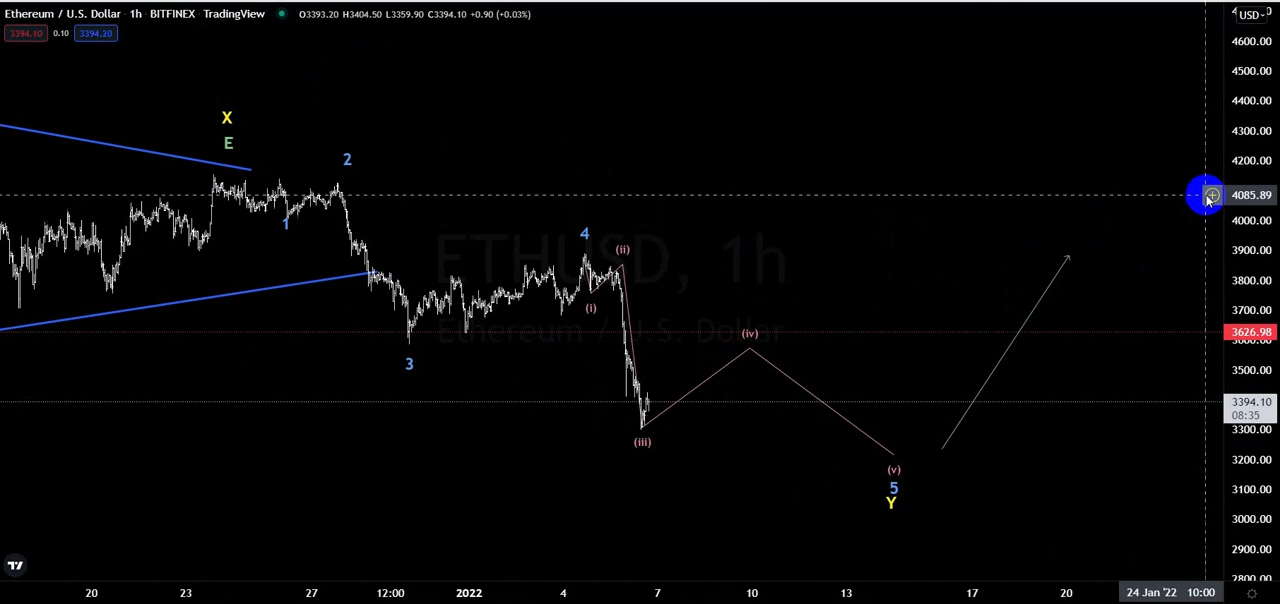 Ethereum / U.S. Dollar · 1h · BITFINEX · TradingView O3393.20 H3404.50 L3359.90 C3394.10 +0.90 (+0.03%)
USD
3394.10 0.10 3394.20
4600.00
4500.00
4400.00
X
4300.00
E
2
4200.00
4085.89
1
4000.00
4
(ii)
3900.00
ETHUSD, 1h
3800.00
(i)
3700.00
Ethereum / U.S. Dollar
(iv)
3626.98
3600.00
3
3500.00
3394.10
08:35
3300.00
(iii)
3200.00
(v)
5
3100.00
Y
3000.00
2900.00
2800.00
20 23 27 12:00 2022 4 7 10 13 17 20 24 Jan '22 10:00